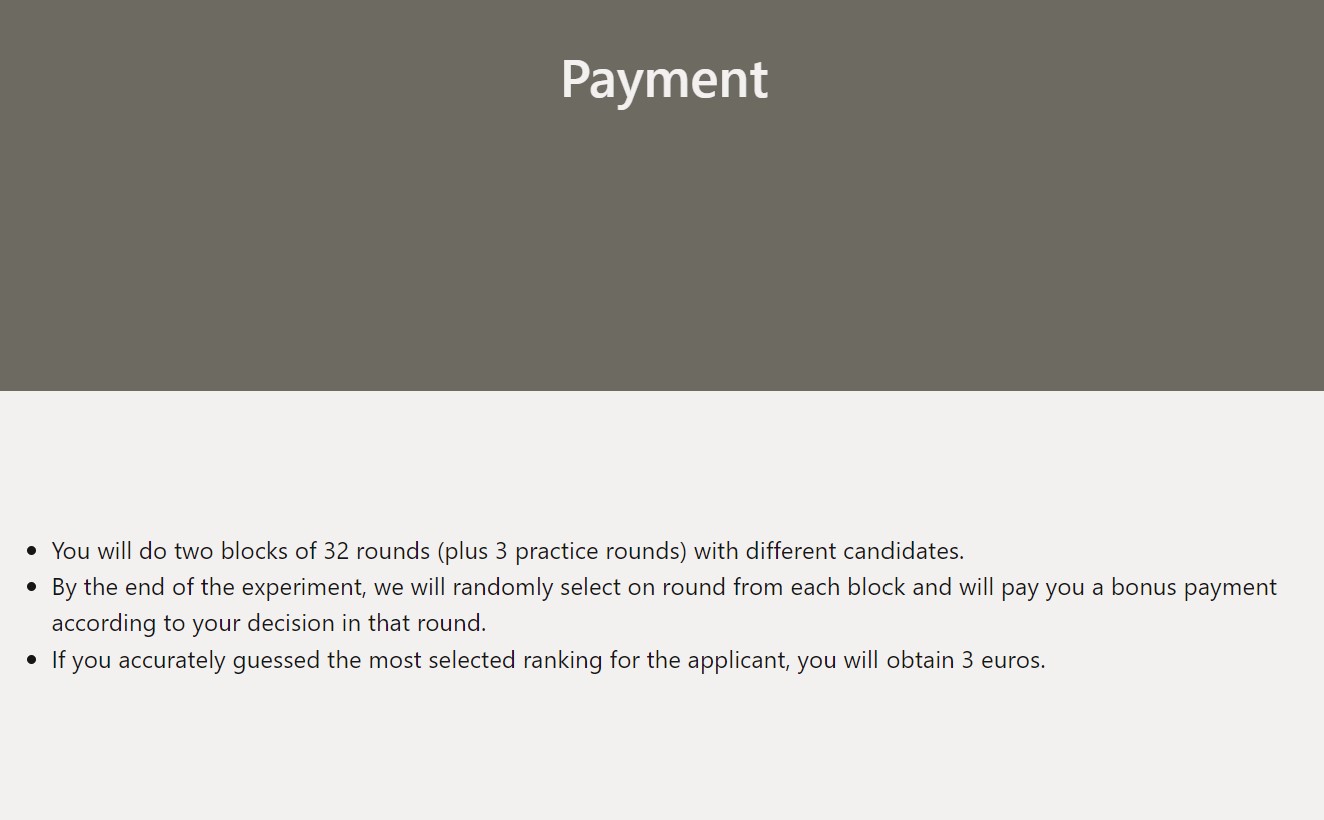 Payment
You will do two blocks of 32 rounds (plus 3 practice rounds) with different candidates.
By the end of the experiment, we will randomly select on round from each block and will pay you a bonus payment
according to your decision in that round.
If you accurately guessed the most selected ranking for the applicant, you will obtain 3 euros.